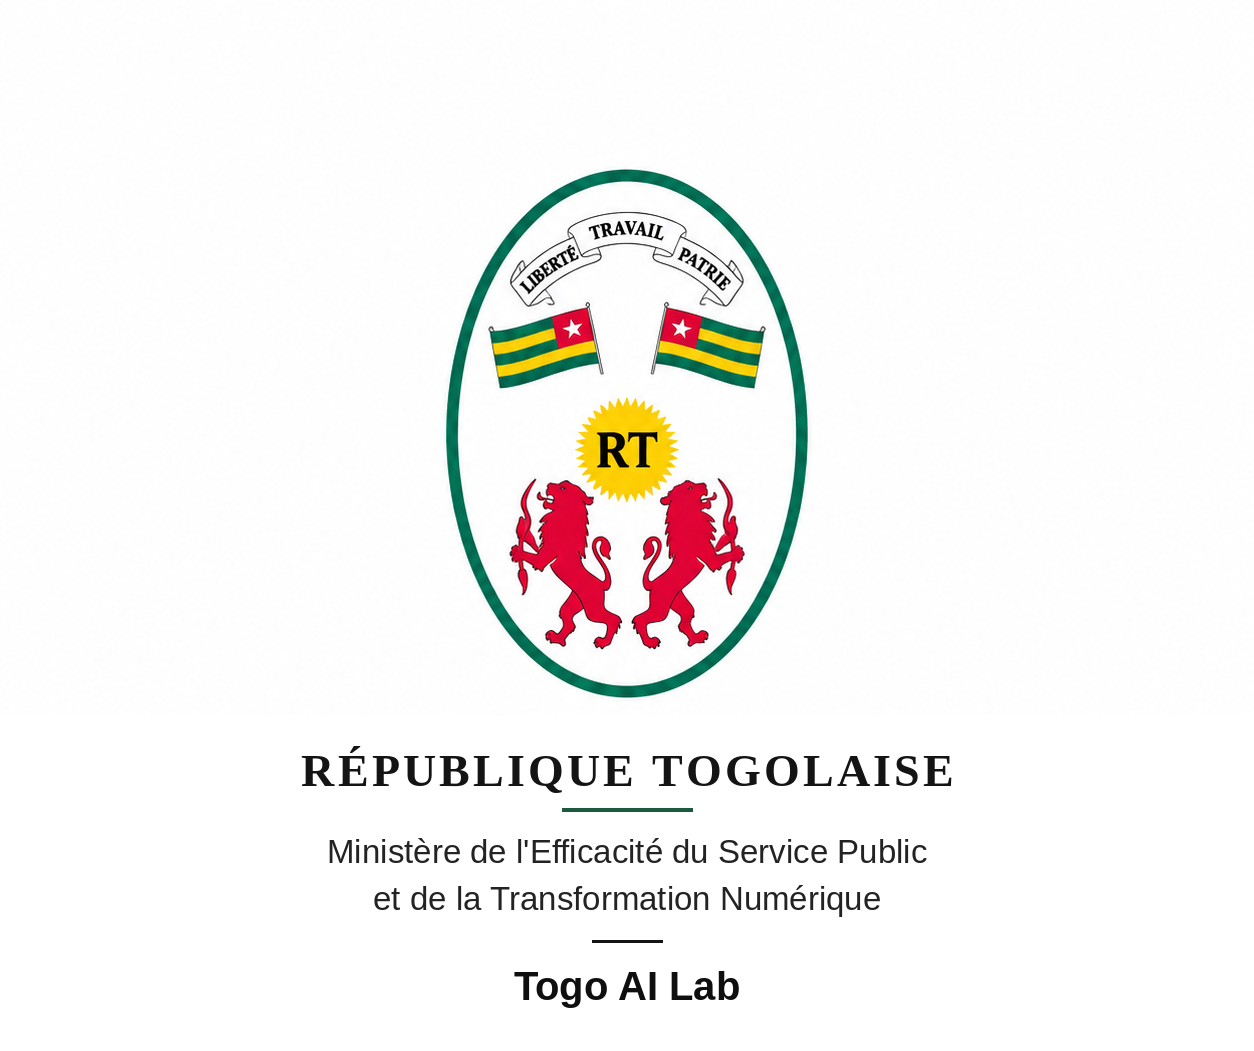 LIBERTÉ TRAVAIL PATRIE
RT
RÉPUBLIQUE TOGOLAISE
Ministère de l'Efficacité du Service Public
et de la Transformation Numérique
Togo AI Lab